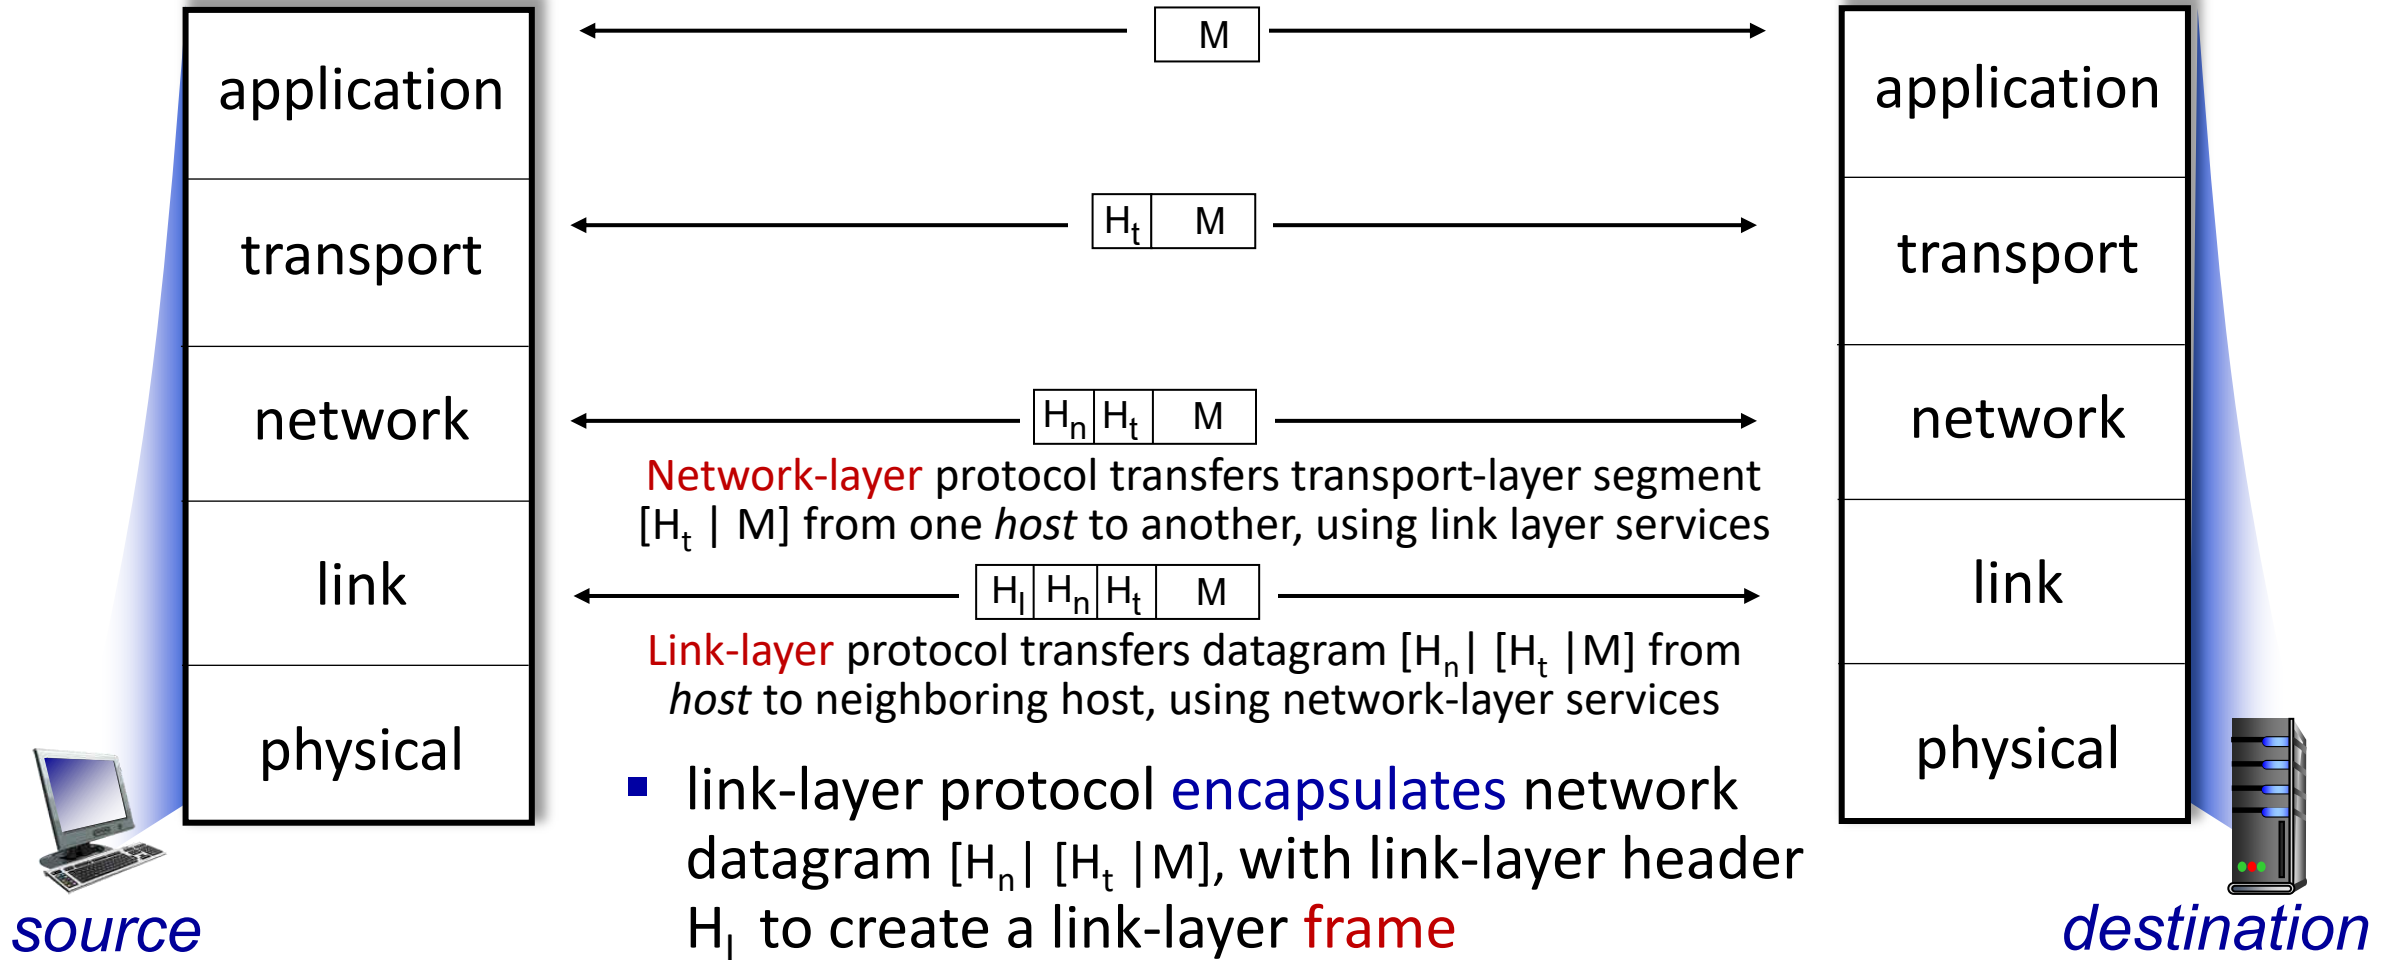 application
M
application
transport
Hₜ M
transport
network
Hₙ Hₜ M
network
Network-layer protocol transfers transport-layer segment
[Hₜ | M] from one host to another, using link layer services
link
Hₗ Hₙ Hₜ M
link
Link-layer protocol transfers datagram [Hₙ| [Hₜ |M] from
host to neighboring host, using network-layer services
physical
physical
▪ link-layer protocol encapsulates network
datagram [Hₙ| [Hₜ |M], with link-layer header
Hₗ to create a link-layer frame
source
destination